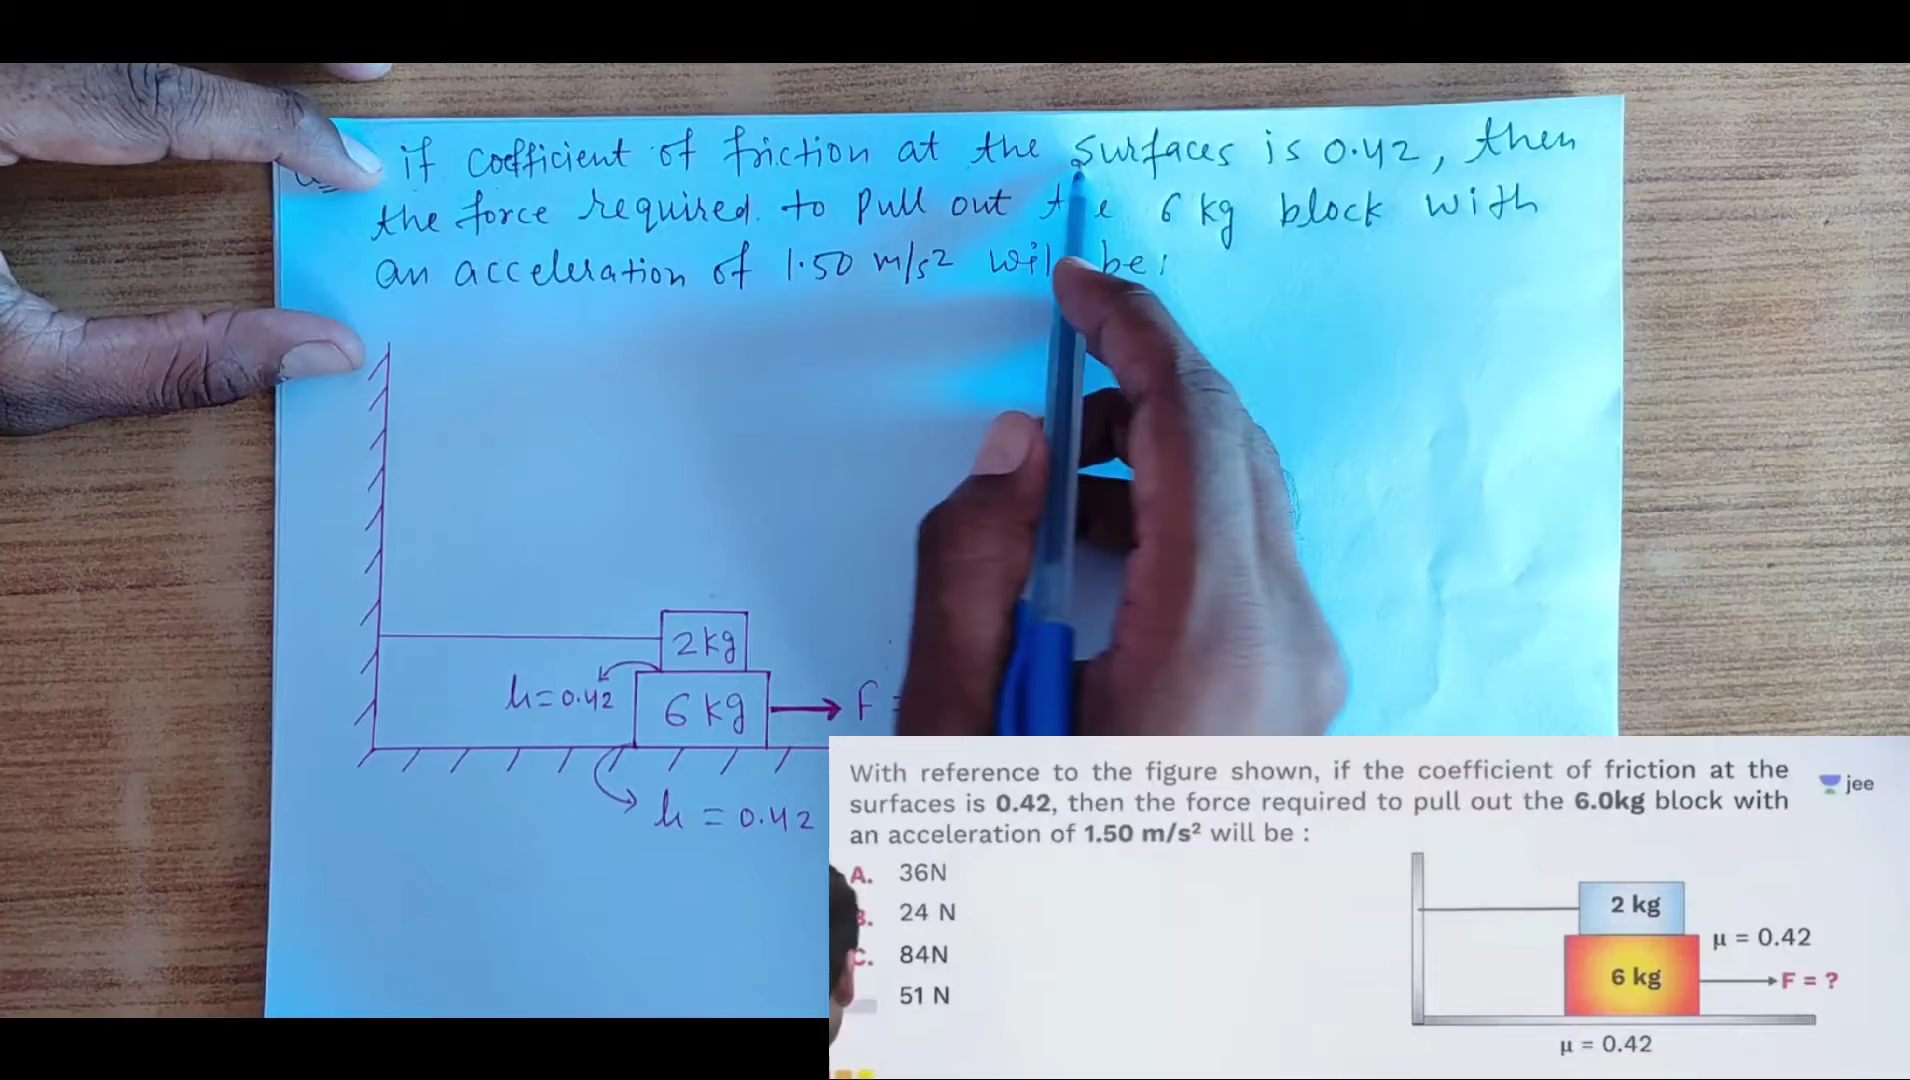 if coefficient of friction at the surfaces is 0.42, then
the force required to pull out e 6 kg block with
an acceleration of 1.50 m/s² will be:
2 kg
μ = 0.42
6 kg
F =
μ = 0.42
With reference to the figure shown, if the coefficient of friction at the
surfaces is 0.42, then the force required to pull out the 6.0kg block with
an acceleration of 1.50 m/s² will be :
jee
A. 36N
B. 24 N
C. 84N
51 N
2 kg
μ = 0.42
6 kg
F = ?
μ = 0.42